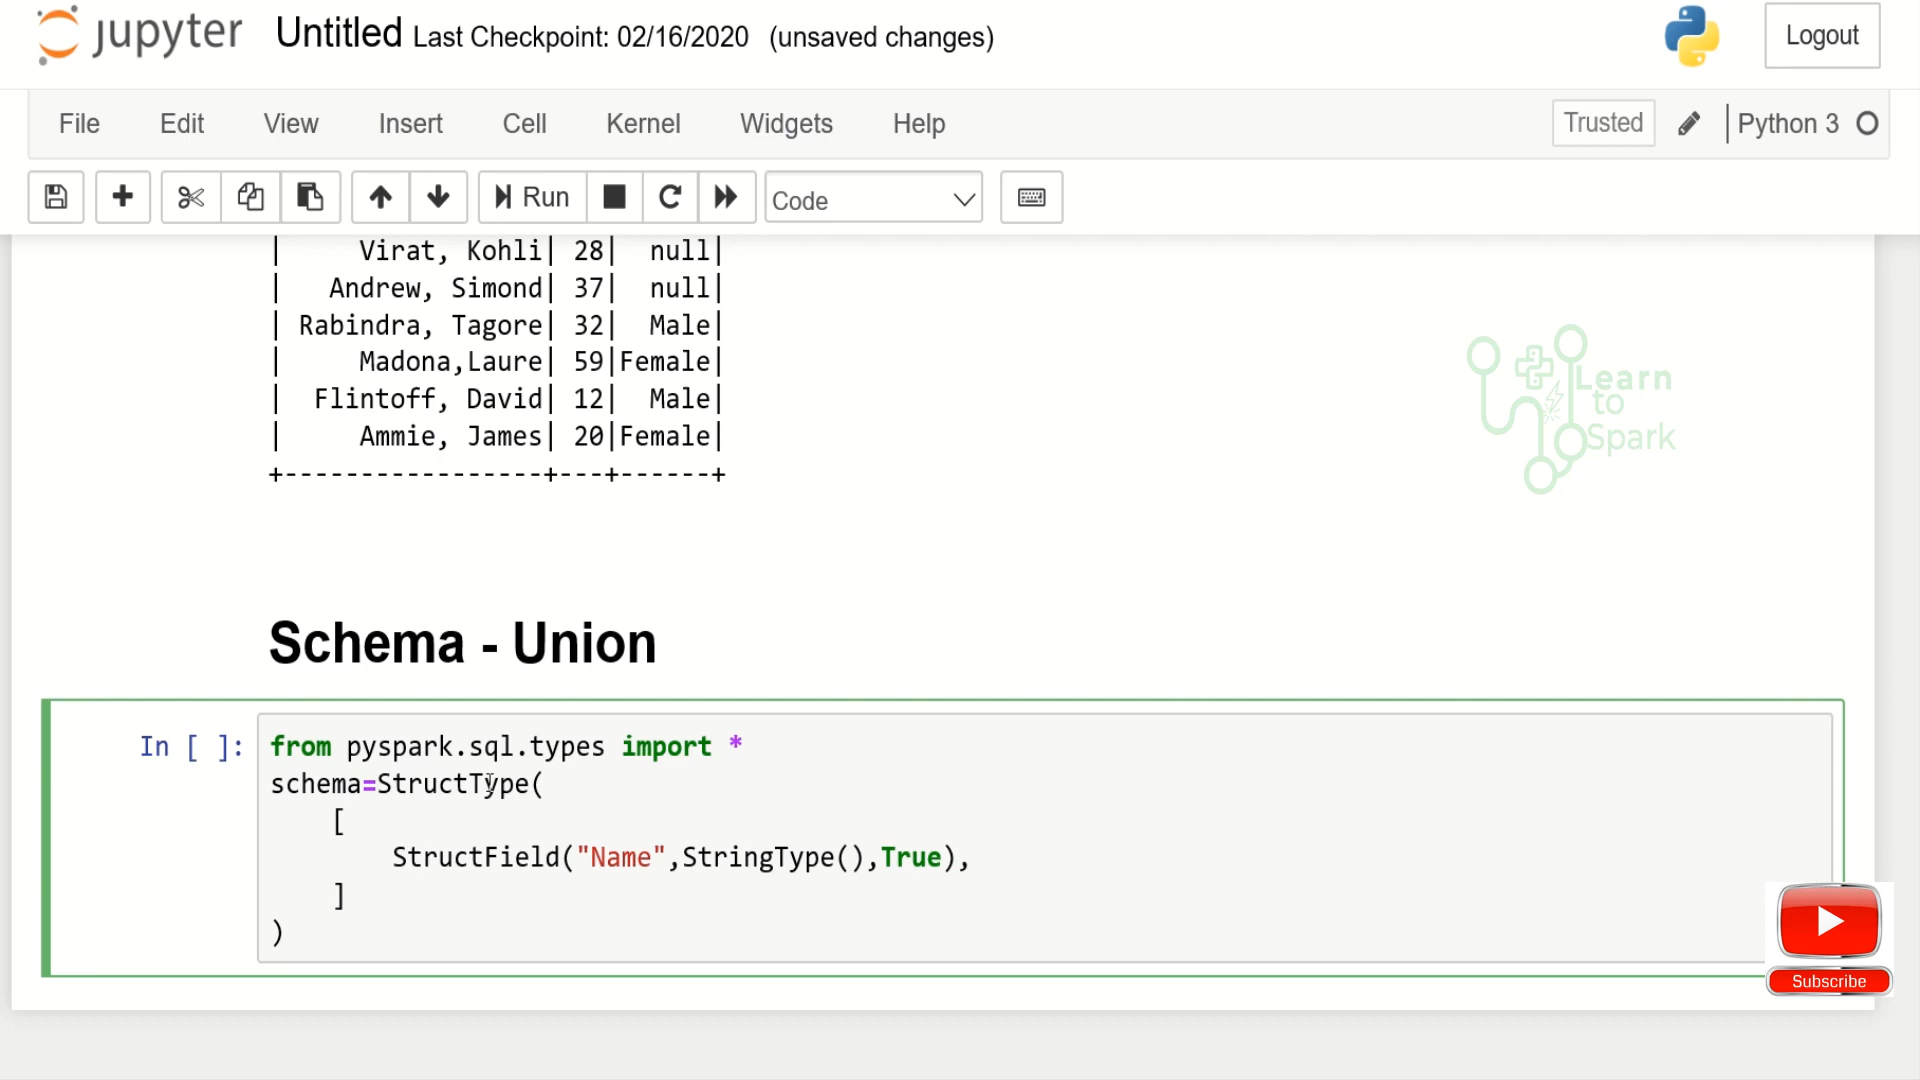 jupyter Untitled Last Checkpoint: 02/16/2020 (unsaved changes) Logout
File Edit View Insert Cell Kernel Widgets Help Trusted Python 3
Run Code
| Virat, Kohli| 28| null|
| Andrew, Simond| 37| null|
| Rabindra, Tagore| 32| Male|
| Madona,Laure| 59|Female|
| Flintoff, David| 12| Male|
| Ammie, James| 20|Female|
+----------------+---+------+
Learn
to
Spark
Schema - Union
In [ ]: from pyspark.sql.types import *
schema=StructType(
[
StructField("Name",StringType(),True),
]
)
Subscribe